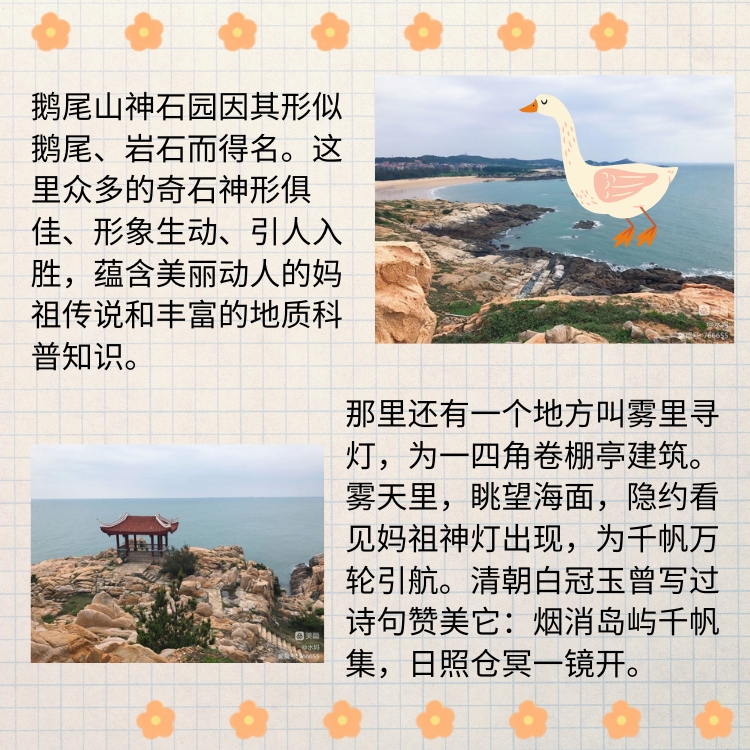 鹅尾山神石园因其形似
鹅尾、岩石而得名。这
里众多的奇石神形俱
佳、形象生动、引人入
胜，蕴含美丽动人的妈
祖传说和丰富的地质科
普知识。
那里还有一个地方叫雾里寻
灯，为一四角卷棚亭建筑。
雾天里，眺望海面，隐约看
见妈祖神灯出现，为千帆万
轮引航。清朝白冠玉曾写过
诗句赞美它：烟消岛屿千帆
集，日照仓冥一镜开。